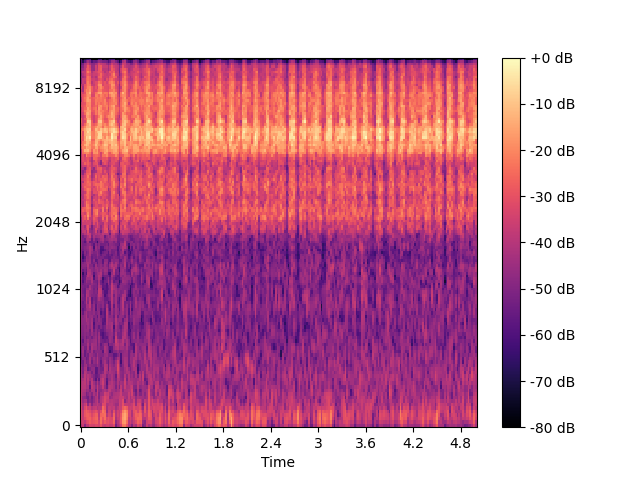 8192
4096
2048
1024
512
0
Hz
0 0.6 1.2 1.8 2.4 3 3.6 4.2 4.8
Time
+0 dB
-10 dB
-20 dB
-30 dB
-40 dB
-50 dB
-60 dB
-70 dB
-80 dB